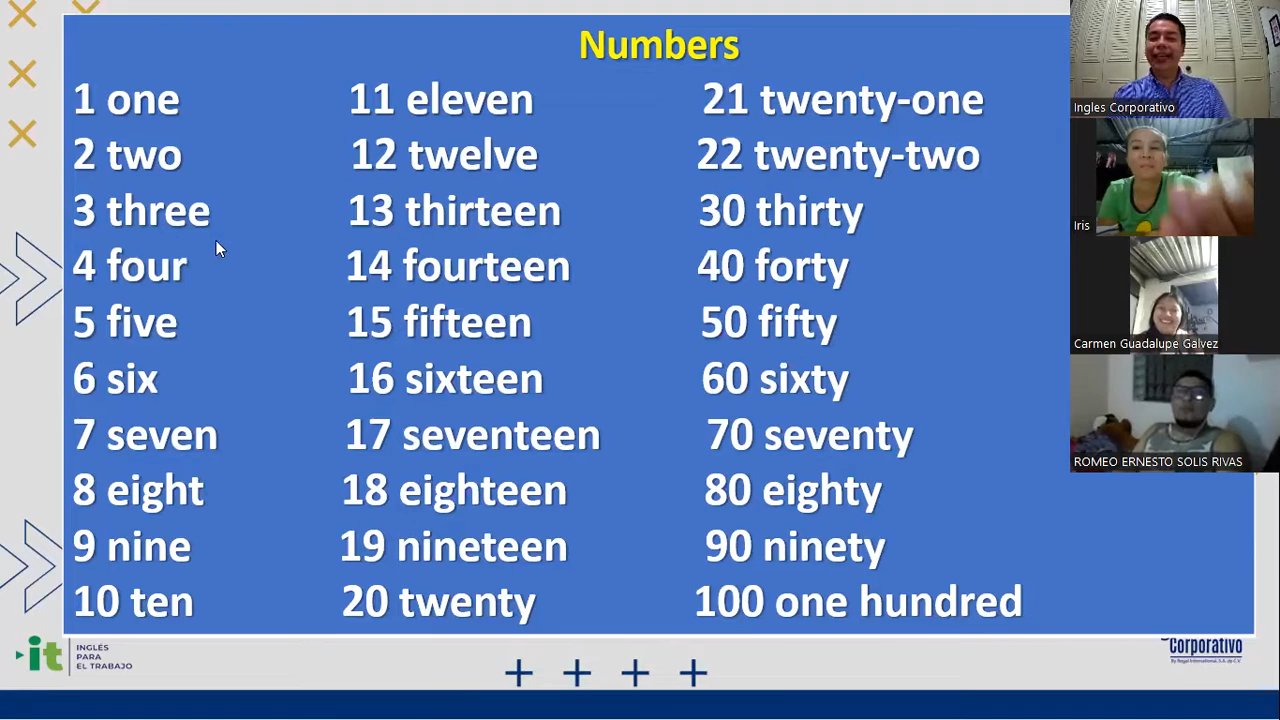 Numbers
1 one 11 eleven 21 twenty-one
2 two 12 twelve 22 twenty-two
3 three 13 thirteen 30 thirty
4 four 14 fourteen 40 forty
5 five 15 fifteen 50 fifty
6 six 16 sixteen 60 sixty
7 seven 17 seventeen 70 seventy
8 eight 18 eighteen 80 eighty
9 nine 19 nineteen 90 ninety
10 ten 20 twenty 100 one hundred
Ingles Corporativo
Iris
Carmen Guadalupe Galvez
ROMEO ERNESTO SOLIS RIVAS
it
INGLÉS
PARA
EL TRABAJO
Corporativo
By Regal International, S.A. de C.V.